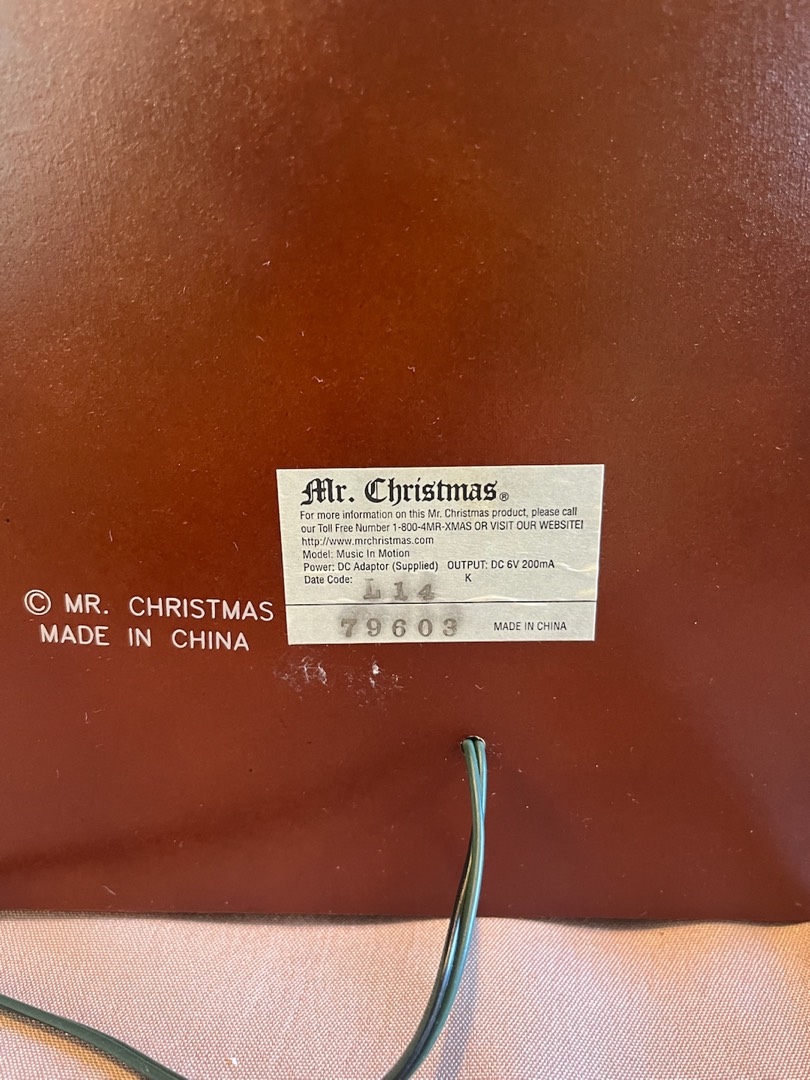 Mr. Christmas®
For more information on this Mr. Christmas product, please call
our Toll Free Number 1-800-4MR-XMAS OR VISIT OUR WEBSITE!
http://www.mrchristmas.com
Model: Music In Motion
Power: DC Adaptor (Supplied) OUTPUT: DC 6V 200mA
Date Code: L14 K
79603 MADE IN CHINA
© MR. CHRISTMAS
MADE IN CHINA